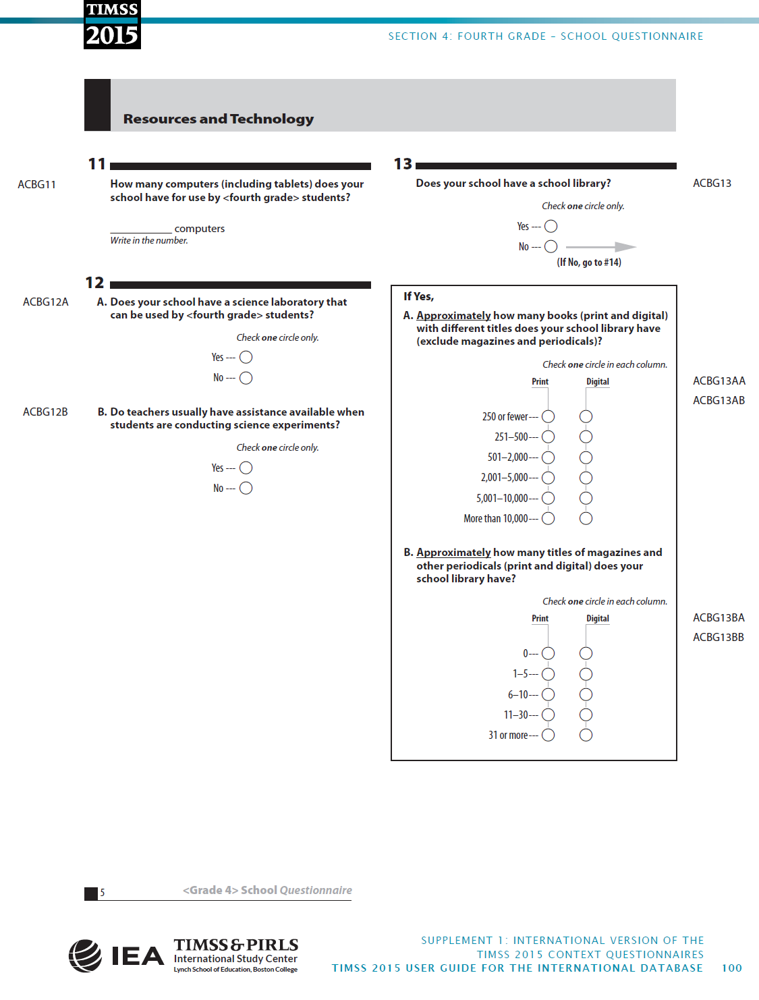 TIMSS
2015
SECTION 4: FOURTH GRADE – SCHOOL QUESTIONNAIRE
Resources and Technology
11
ACBG11
How many computers (including tablets) does your
school have for use by <fourth grade> students?
___________ computers
Write in the number.
12
ACBG12A
A. Does your school have a science laboratory that
can be used by <fourth grade> students?
Check one circle only.
Yes ---
No ---
ACBG12B
B. Do teachers usually have assistance available when
students are conducting science experiments?
Check one circle only.
Yes ---
No ---
13
Does your school have a school library?
ACBG13
Check one circle only.
Yes ---
No ---
(If No, go to #14)
If Yes,
A. Approximately how many books (print and digital)
with different titles does your school library have
(exclude magazines and periodicals)?
Check one circle in each column.
Print Digital
ACBG13AA
ACBG13AB
250 or fewer---
251–500---
501–2,000---
2,001–5,000---
5,001–10,000---
More than 10,000---
B. Approximately how many titles of magazines and
other periodicals (print and digital) does your
school library have?
Check one circle in each column.
Print Digital
ACBG13BA
ACBG13BB
0---
1–5---
6–10---
11–30---
31 or more---
5
<Grade 4> School Questionnaire
IEA
TIMSS & PIRLS
International Study Center
Lynch School of Education, Boston College
SUPPLEMENT 1: INTERNATIONAL VERSION OF THE
TIMSS 2015 CONTEXT QUESTIONNAIRES
TIMSS 2015 USER GUIDE FOR THE INTERNATIONAL DATABASE 100